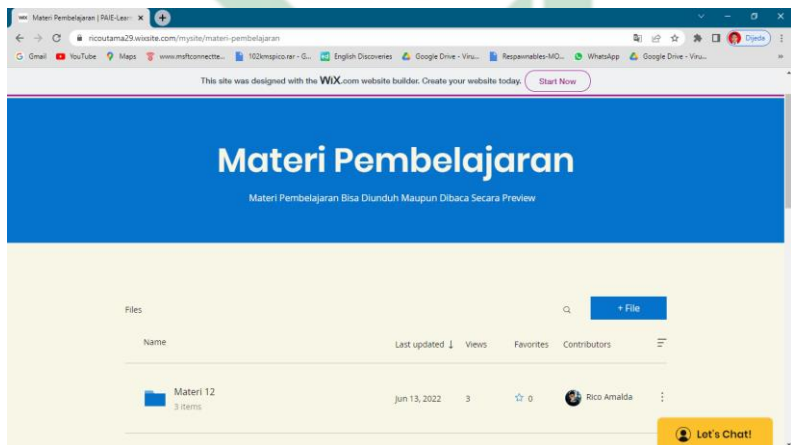 Materi Pembelajaran | PAIE-Learn
ricoutama29.wixsite.com/mysite/materi-pembelajaran
Dijeda
Gmail YouTube Maps www.msftconnectte... 102kmspico.rar - G... English Discoveries Google Drive - Viru... Respawnables-MO... WhatsApp Google Drive - Viru...
This site was designed with the WiX.com website builder. Create your website today. Start Now
Materi Pembelajaran
Materi Pembelajaran Bisa Diunduh Maupun Dibaca Secara Preview
Files + File
Name Last updated ↓ Views Favorites Contributors
Materi 12 Jun 13, 2022 3 0 Rico Amalda
3 items
Let's Chat!